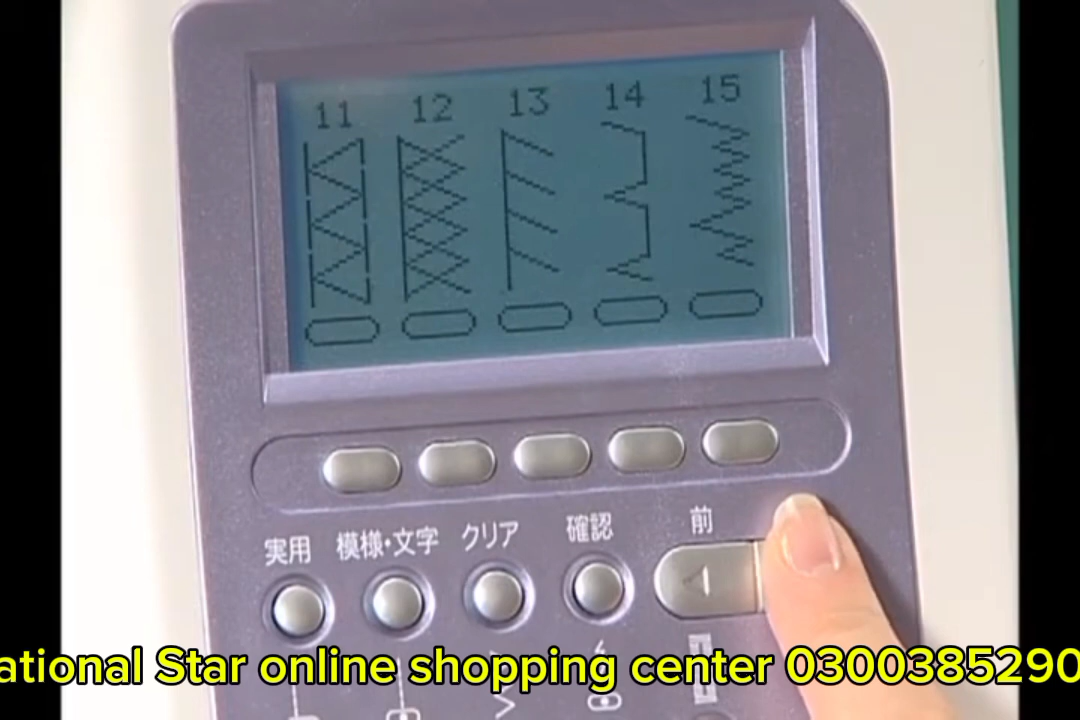 11 12 13 14 15
実用 模様・文字 クリア 確認 前
ational Star online shopping center 0300385290